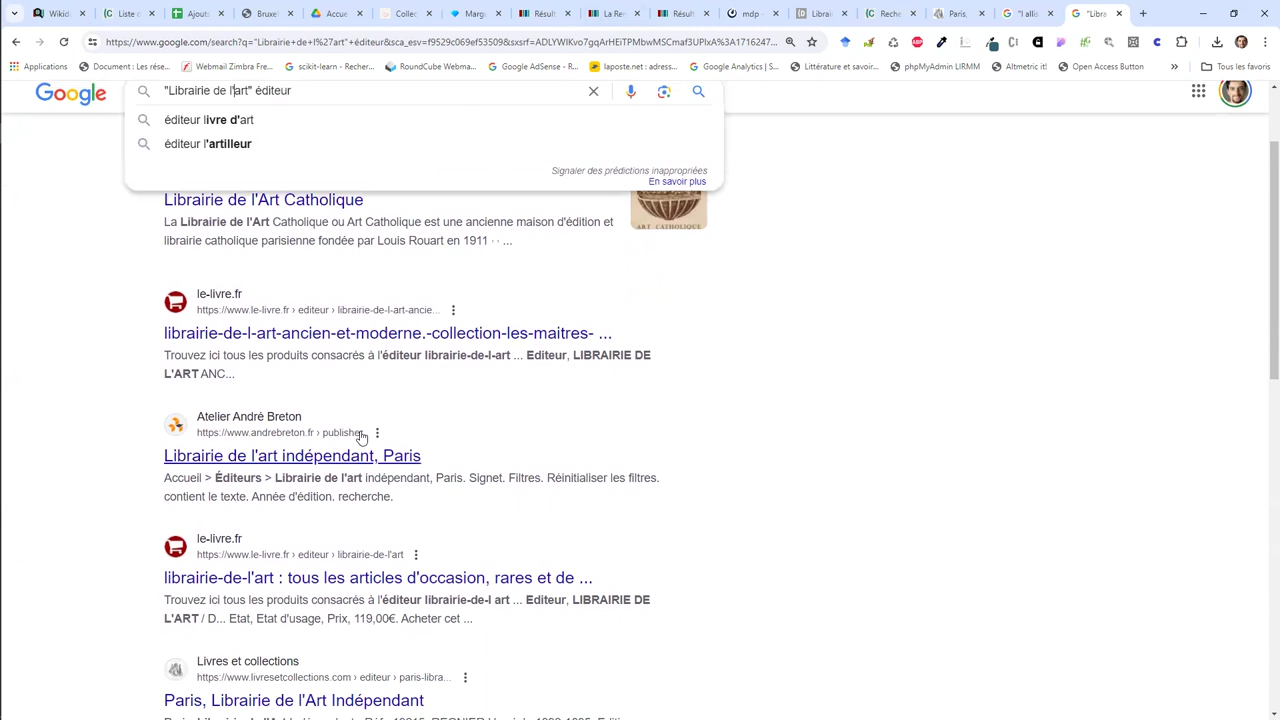 Wikid
Liste c
Ajout
Bruxel
Accue
Collec
Margu
Résult
La Re
Résult
mdp -
Librai
Reche
Paris,
"I allie
"Libra
https://www.google.com/search?q="Librairie+de+l%27art"+éditeur&sca_esv=f9529c069ef53509&sxsrf=ADLYWIKvo7gqArHEiTPMbwMSCmaf3UPIxA%3A1716247...
Applications
Document : Les rése...
Webmail Zimbra Fre...
scikit-learn - Recher...
RoundCube Webma...
Google AdSense - R...
laposte.net : adress...
Google Analytics | S...
Littérature et savoir...
phpMyAdmin LIRMM
Altmetric it!
Open Access Button
»
Tous les favoris
Google
"Librairie de l'art" éditeur
éditeur livre d'art
éditeur l'artilleur
Signaler des prédictions inappropriées
En savoir plus
Librairie de l'Art Catholique
La Librairie de l'Art Catholique ou Art Catholique est une ancienne maison d'édition et
librairie catholique parisienne fondée par Louis Rouart en 1911 · · ...
ART CATHOLIQUE
le-livre.fr
https://www.le-livre.fr › editeur › librairie-de-l-art-ancie...
librairie-de-l-art-ancien-et-moderne.-collection-les-maitres- ...
Trouvez ici tous les produits consacrés à l'éditeur librairie-de-l-art ... Editeur, LIBRAIRIE DE
L'ART ANC...
Atelier André Breton
https://www.andrebreton.fr › publisher
Librairie de l'art indépendant, Paris
Accueil > Éditeurs > Librairie de l'art indépendant, Paris. Signet. Filtres. Réinitialiser les filtres.
contient le texte. Année d'édition. recherche.
le-livre.fr
https://www.le-livre.fr › editeur › librairie-de-l'art
librairie-de-l'art : tous les articles d'occasion, rares et de ...
Trouvez ici tous les produits consacrés à l'éditeur librairie-de-l art ... Editeur, LIBRAIRIE DE
L'ART / D... Etat, Etat d'usage, Prix, 119,00€. Acheter cet ...
Livres et collections
https://www.livresetcollections.com › editeur › paris-libra...
Paris, Librairie de l'Art Indépendant